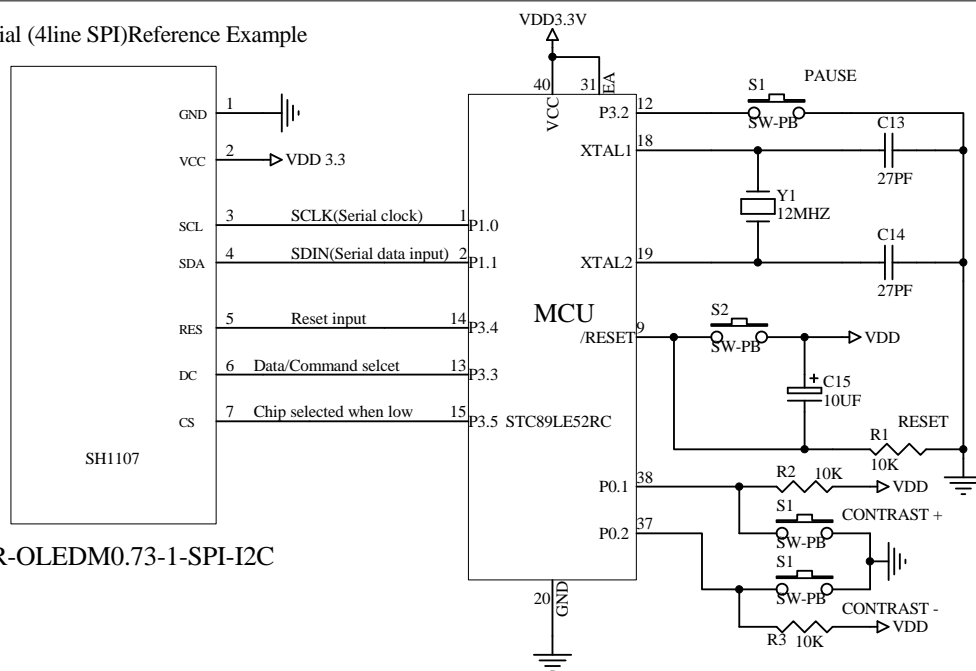 ial (4line SPI)Reference Example
VDD3.3V
GND 1
VCC 2 VDD 3.3
SCL 3 SCLK(Serial clock) 1 P1.0
SDA 4 SDIN(Serial data input) 2 P1.1
RES 5 Reset input 14 P3.4
DC 6 Data/Command selcet 13 P3.3
CS 7 Chip selected when low 15 P3.5 STC89LE52RC
SH1107
R-OLEDM0.73-1-SPI-I2C
40 VCC
31 EA
MCU
P3.2 12
S1 PAUSE
SW-PB
XTAL1 18
C13
27PF
Y1
12MHZ
XTAL2 19
C14
27PF
/RESET 9
S2
SW-PB
VDD
+ C15
10UF
R1 RESET
10K
P0.1 38
R2 10K VDD
S1 CONTRAST +
SW-PB
P0.2 37
S1
SW-PB
CONTRAST -
R3 10K VDD
20 GND